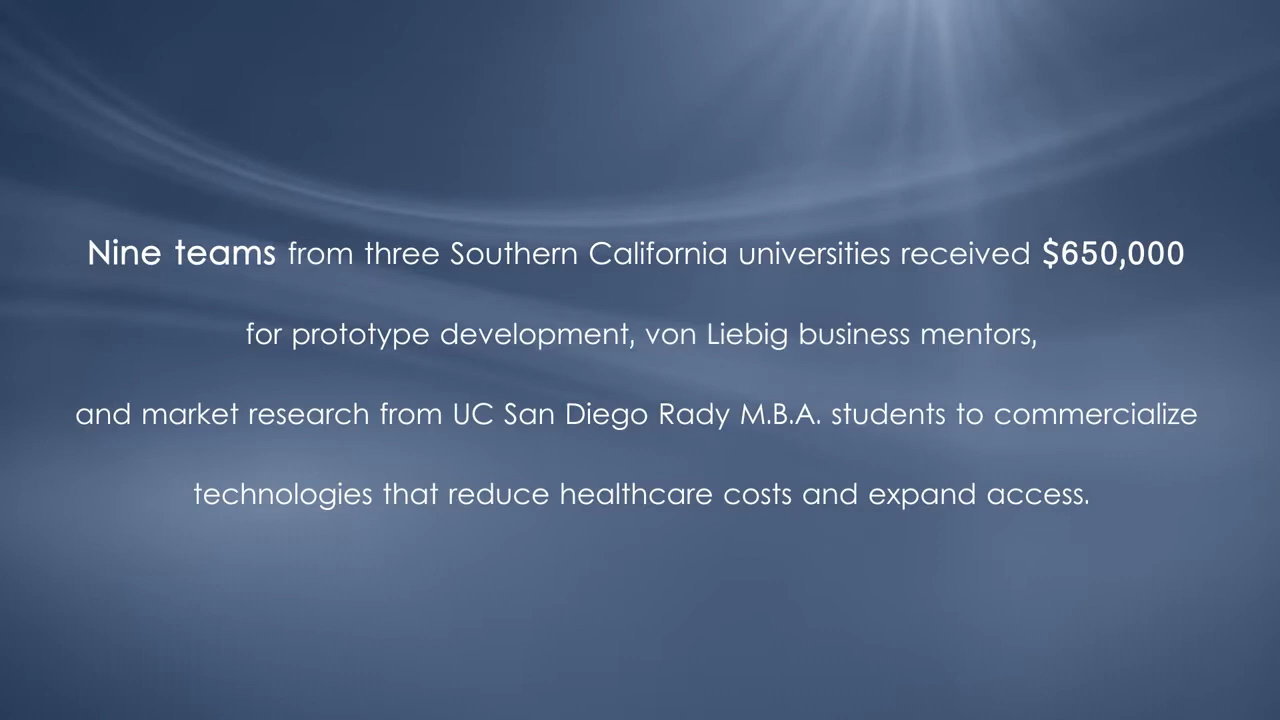 Nine teams from three Southern California universities received $650,000
for prototype development, von Liebig business mentors,
and market research from UC San Diego Rady M.B.A. students to commercialize
technologies that reduce healthcare costs and expand access.